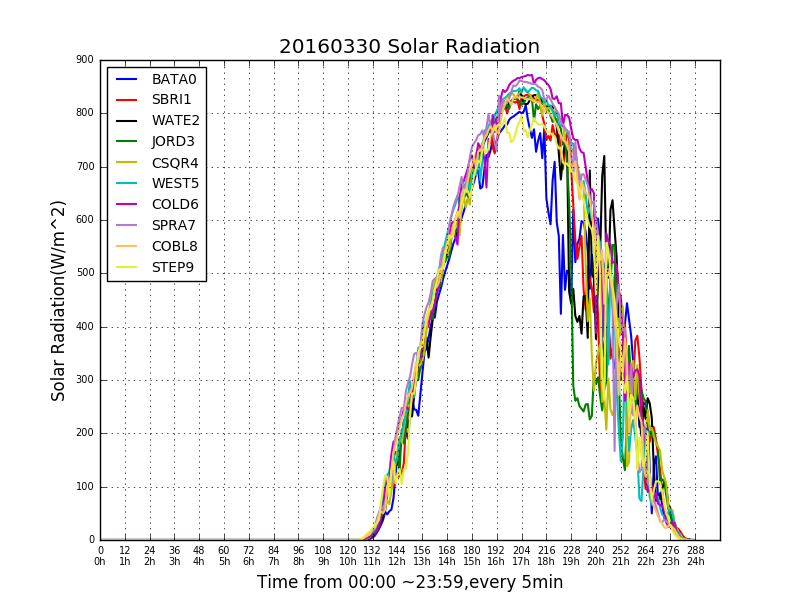 20160330 Solar Radiation
Solar Radiation(W/m^2)
900
800
700
600
500
400
300
200
100
0
BATA0
SBRI1
WATE2
JORD3
CSQR4
WEST5
COLD6
SPRA7
COBL8
STEP9
0 12 24 36 48 60 72 84 96 108 120 132 144 156 168 180 192 204 216 228 240 252 264 276 288
0h 1h 2h 3h 4h 5h 6h 7h 8h 9h 10h 11h 12h 13h 14h 15h 16h 17h 18h 19h 20h 21h 22h 23h 24h
Time from 00:00 ~23:59,every 5min